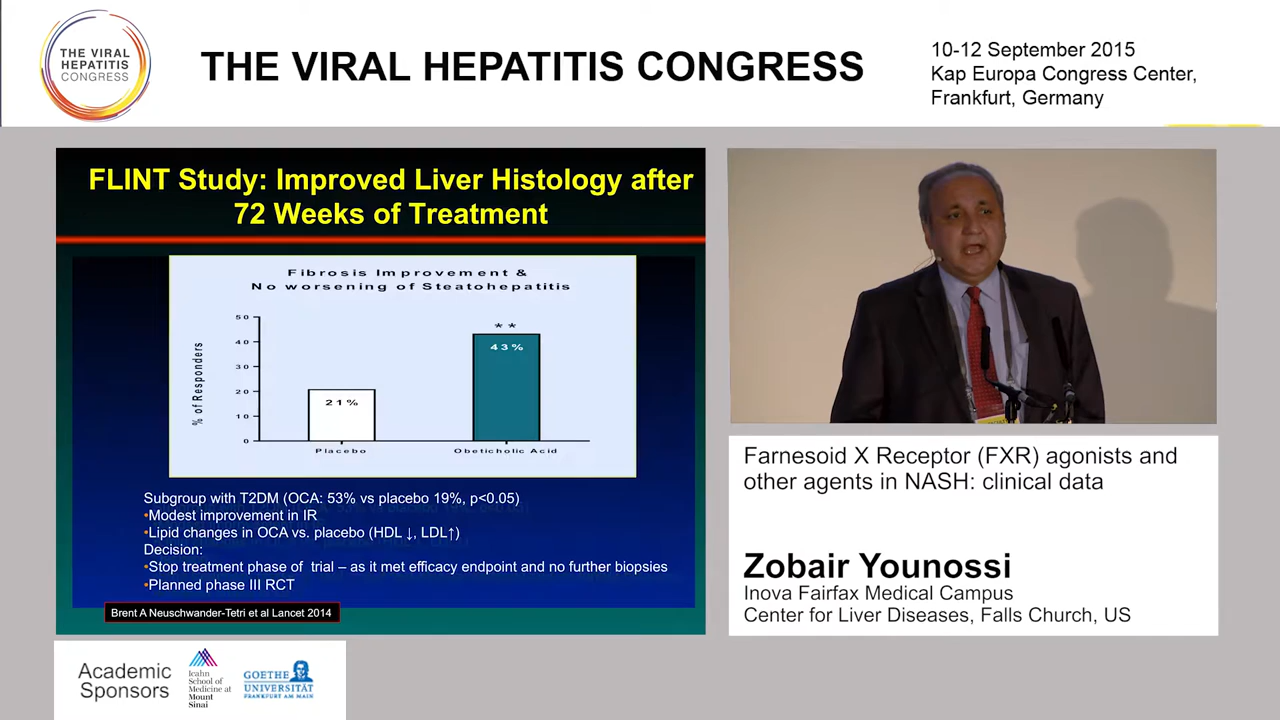 THE VIRAL
HEPATITIS
CONGRESS
THE VIRAL HEPATITIS CONGRESS
10-12 September 2015
Kap Europa Congress Center,
Frankfurt, Germany
FLINT Study: Improved Liver Histology after
72 Weeks of Treatment
Fibrosis Improvement &
No worsening of Steatohepatitis
% of Responders
50
40
30
20
10
0
21%
**
43%
Placebo
Obeticholic Acid
Subgroup with T2DM (OCA: 53% vs placebo 19%, p<0.05)
•Modest improvement in IR
•Lipid changes in OCA vs. placebo (HDL ↓, LDL↑)
Decision:
•Stop treatment phase of trial – as it met efficacy endpoint and no further biopsies
•Planned phase III RCT
Brent A Neuschwander-Tetri et al Lancet 2014
Farnesoid X Receptor (FXR) agonists and
other agents in NASH: clinical data
Zobair Younossi
Inova Fairfax Medical Campus
Center for Liver Diseases, Falls Church, US
Academic
Sponsors
Icahn
School of
Medicine at
Mount
Sinai
GOETHE
UNIVERSITÄT
FRANKFURT AM MAIN